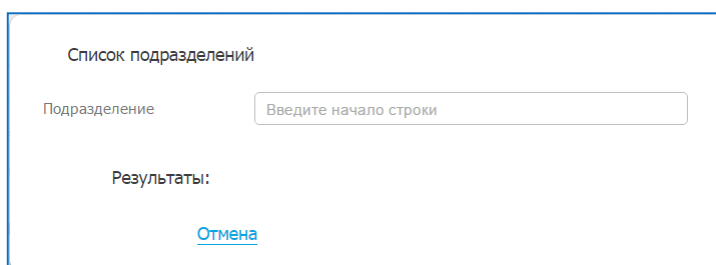 Список подразделений
Подразделение Введите начало строки
Результаты:
Отмена